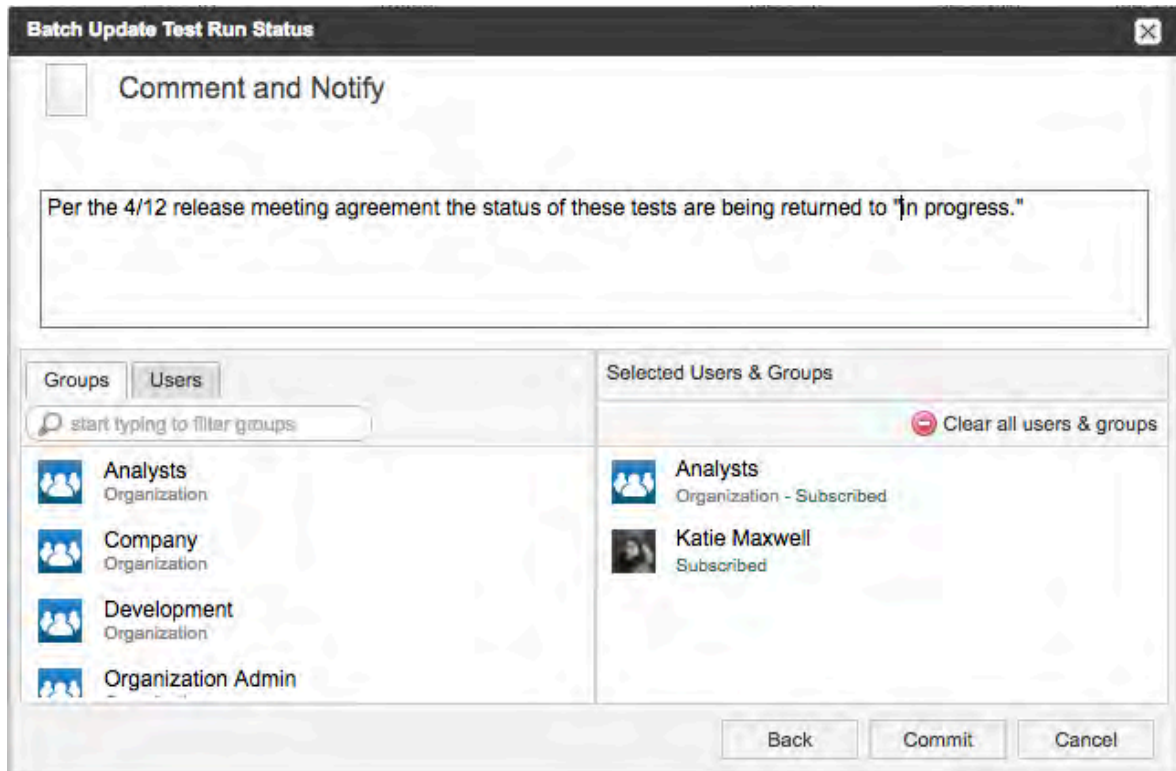 Batch Update Test Run Status
Comment and Notify
Per the 4/12 release meeting agreement the status of these tests are being returned to "in progress."
Groups
Users
start typing to filter groups
Analysts
Organization
Company
Organization
Development
Organization
Organization Admin
Selected Users & Groups
Clear all users & groups
Analysts
Organization - Subscribed
Katie Maxwell
Subscribed
Back
Commit
Cancel